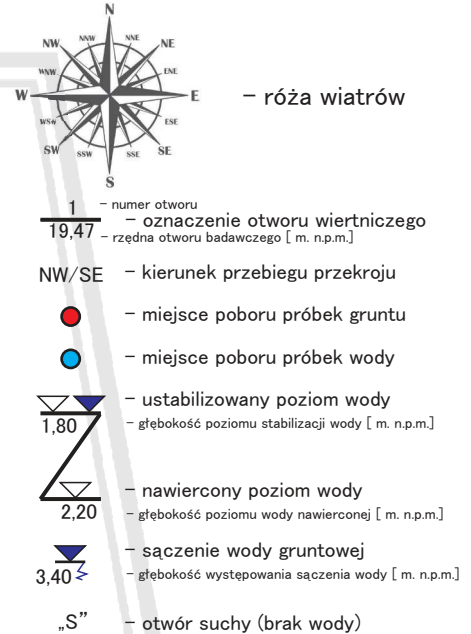 N
NNW NNE
NW NE
WNW ENE
W E
WSW ESE
SW SE
SSW SSE
S
– róża wiatrów
1 – numer otworu
– oznaczenie otworu wiertniczego
19,47 – rzędna otworu badawczego [ m. n.p.m.]
NW/SE – kierunek przebiegu przekroju
– miejsce poboru próbek gruntu
– miejsce poboru próbek wody
– ustabilizowany poziom wody
1,80 – głębokość poziomu stabilizacji wody [ m. n.p.m.]
– nawiercony poziom wody
2,20 – głębokość poziomu wody nawierconej [ m. n.p.m.]
– sączenie wody gruntowej
3,40 – głębokość występowania sączenia wody [ m. n.p.m.]
„S” – otwór suchy (brak wody)